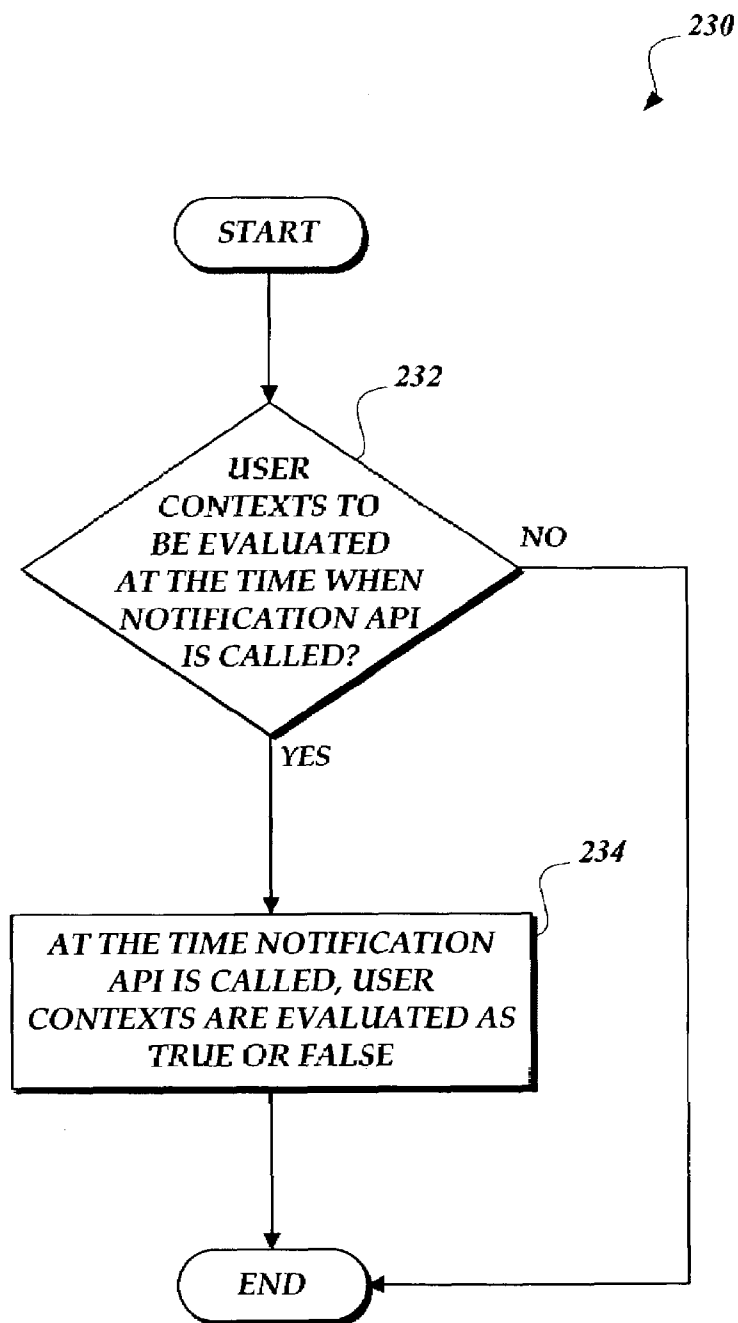 230
START
232
USER
CONTEXTS TO
BE EVALUATED
AT THE TIME WHEN
NOTIFICATION API
IS CALLED?
NO
YES
234
AT THE TIME NOTIFICATION
API IS CALLED, USER
CONTEXTS ARE EVALUATED AS
TRUE OR FALSE
END